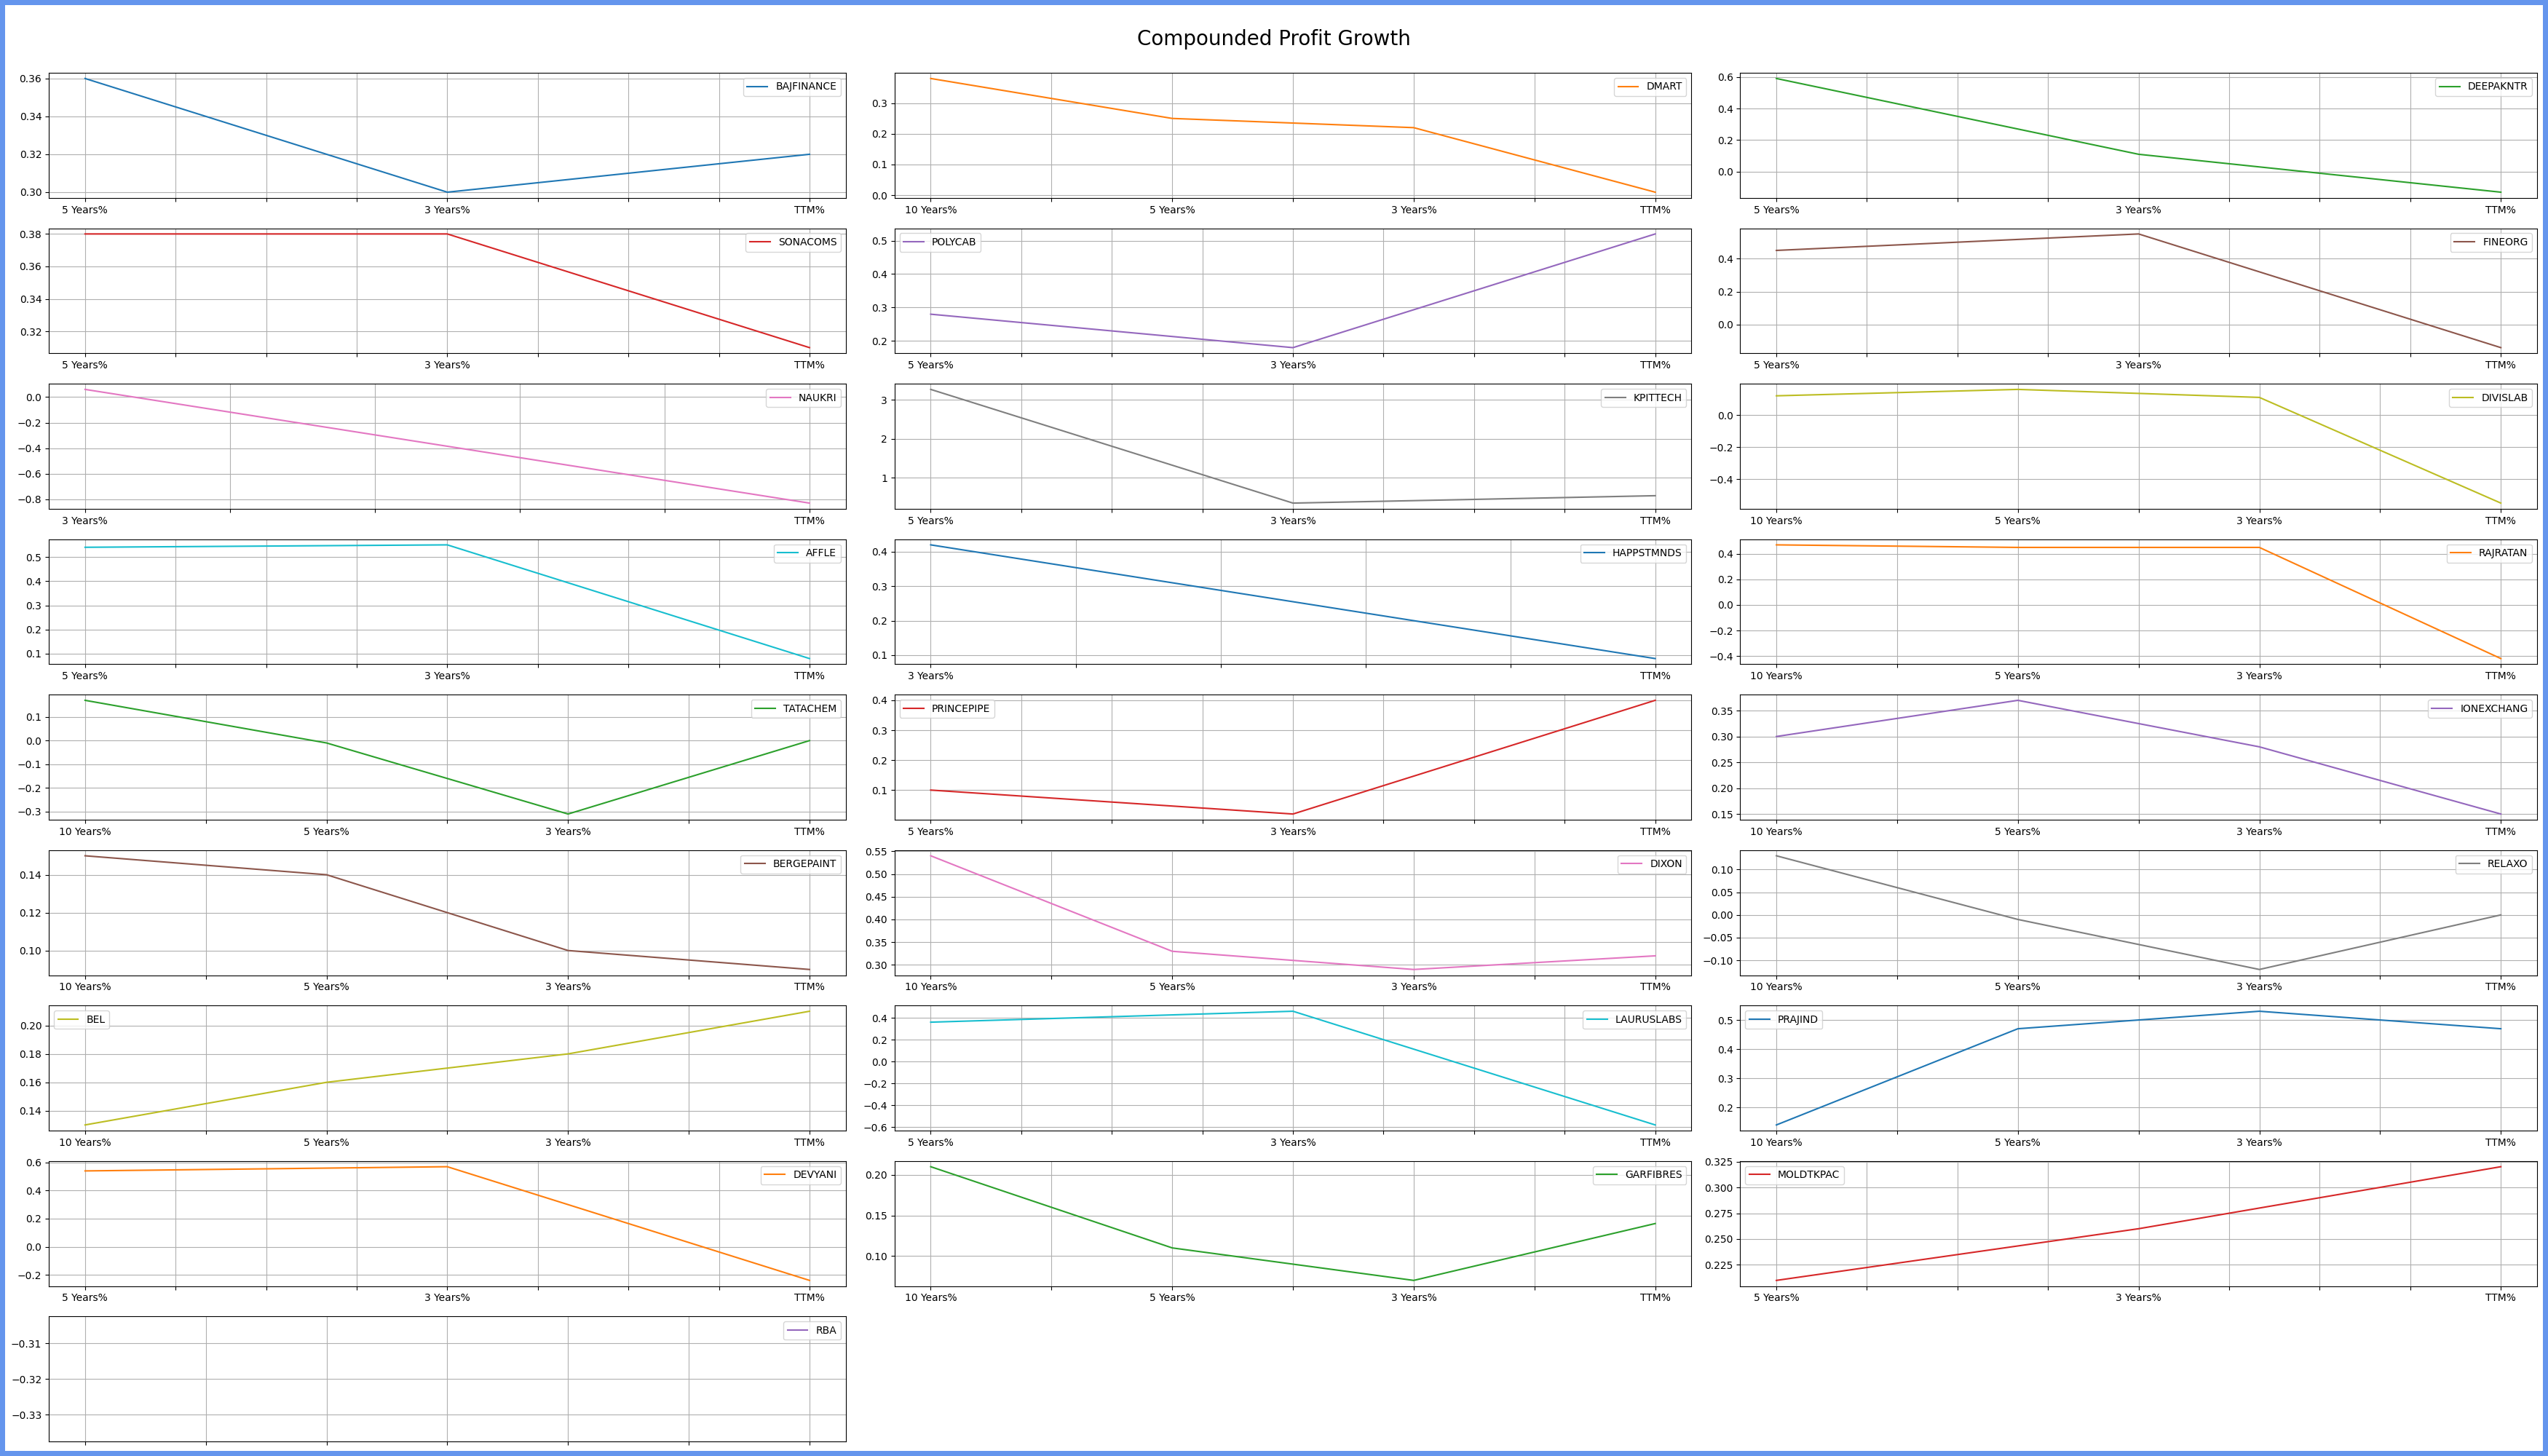 Compounded Profit Growth
BAJFINANCE
0.36
0.34
0.32
0.30
5 Years% 3 Years% TTM%
DMART
0.3
0.2
0.1
0.0
10 Years% 5 Years% 3 Years% TTM%
DEEPAKNTR
0.6
0.4
0.2
0.0
5 Years% 3 Years% TTM%
SONACOMS
0.38
0.36
0.34
0.32
5 Years% 3 Years% TTM%
POLYCAB
0.5
0.4
0.3
0.2
5 Years% 3 Years% TTM%
FINEORG
0.4
0.2
0.0
5 Years% 3 Years% TTM%
NAUKRI
0.0
−0.2
−0.4
−0.6
−0.8
3 Years% TTM%
KPITTECH
3
2
1
5 Years% 3 Years% TTM%
DIVISLAB
0.0
−0.2
−0.4
10 Years% 5 Years% 3 Years% TTM%
AFFLE
0.5
0.4
0.3
0.2
0.1
5 Years% 3 Years% TTM%
HAPPSTMNDS
0.4
0.3
0.2
0.1
3 Years% TTM%
RAJRATAN
0.4
0.2
0.0
−0.2
−0.4
10 Years% 5 Years% 3 Years% TTM%
TATACHEM
0.1
0.0
−0.1
−0.2
−0.3
10 Years% 5 Years% 3 Years% TTM%
PRINCEPIPE
0.4
0.3
0.2
0.1
5 Years% 3 Years% TTM%
IONEXCHANG
0.35
0.30
0.25
0.20
0.15
10 Years% 5 Years% 3 Years% TTM%
BERGEPAINT
0.14
0.12
0.10
10 Years% 5 Years% 3 Years% TTM%
DIXON
0.55
0.50
0.45
0.40
0.35
0.30
10 Years% 5 Years% 3 Years% TTM%
RELAXO
0.10
0.05
0.00
−0.05
−0.10
10 Years% 5 Years% 3 Years% TTM%
BEL
0.20
0.18
0.16
0.14
10 Years% 5 Years% 3 Years% TTM%
LAURUSLABS
0.4
0.2
0.0
−0.2
−0.4
−0.6
5 Years% 3 Years% TTM%
PRAJIND
0.5
0.4
0.3
0.2
10 Years% 5 Years% 3 Years% TTM%
DEVYANI
0.6
0.4
0.2
0.0
−0.2
5 Years% 3 Years% TTM%
GARFIBRES
0.20
0.15
0.10
10 Years% 5 Years% 3 Years% TTM%
MOLDTKPAC
0.325
0.300
0.275
0.250
0.225
5 Years% 3 Years% TTM%
RBA
−0.31
−0.32
−0.33